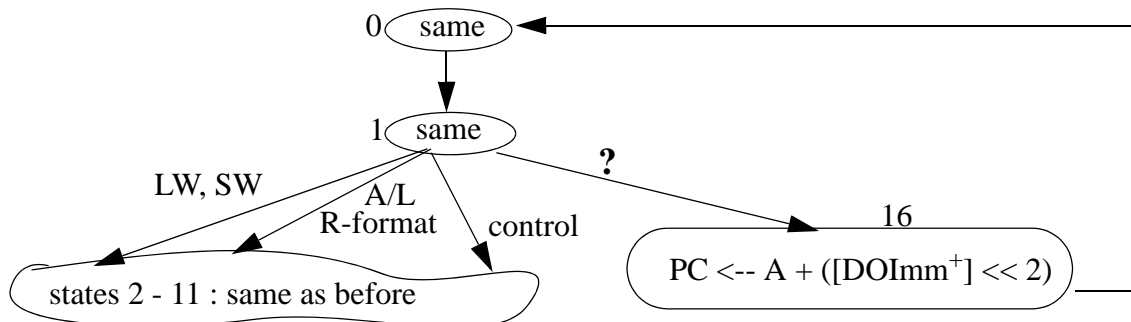 0 same
1 same
?
LW, SW
A/L
R-format
control
16
PC <-- A + ([DOImm⁺] << 2)
states 2 - 11 : same as before